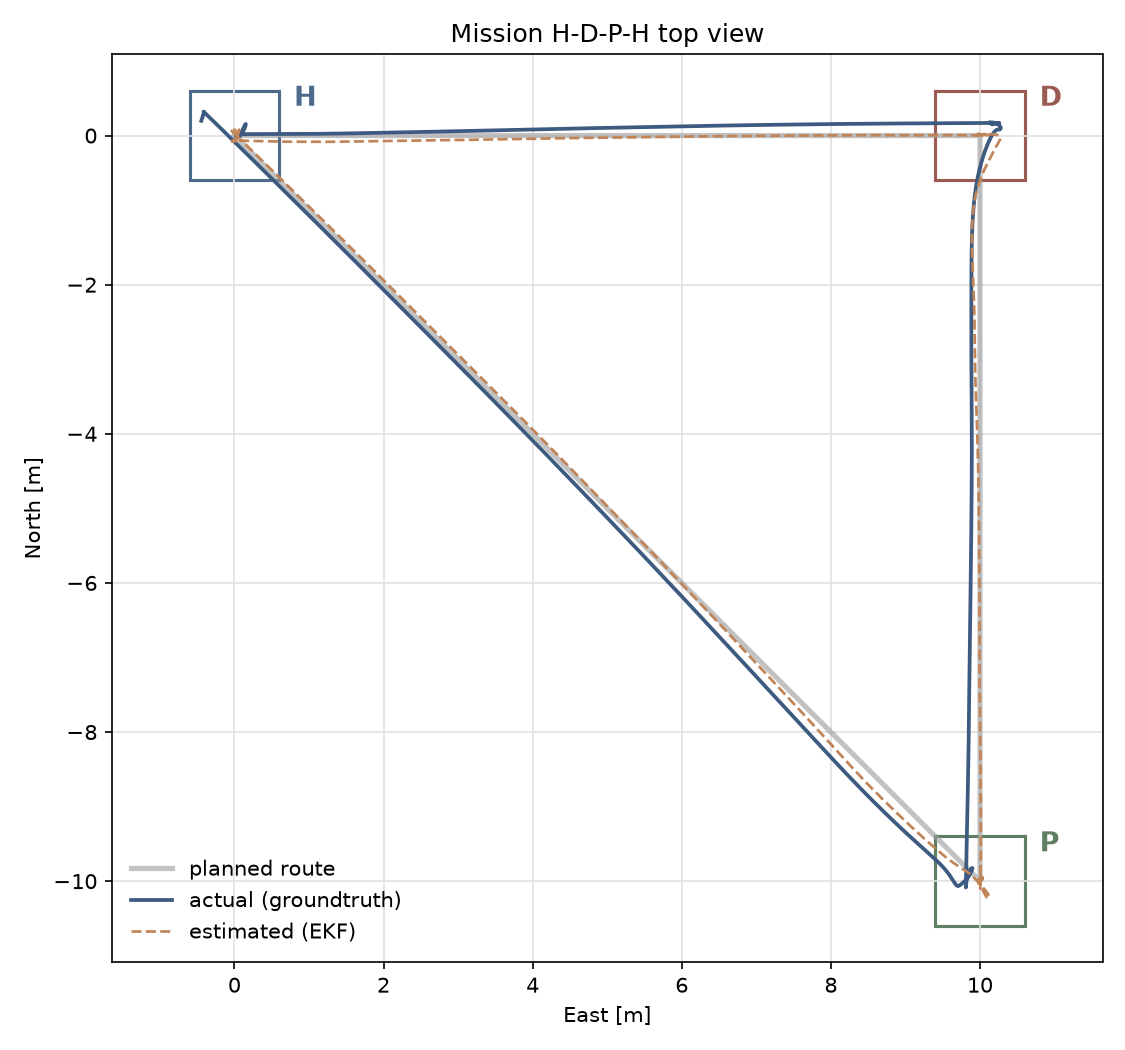 Mission H-D-P-H top view
H
D
0
−2
−4
−6
−8
−10
North [m]
P
planned route
actual (groundtruth)
estimated (EKF)
0
2
4
6
8
10
East [m]